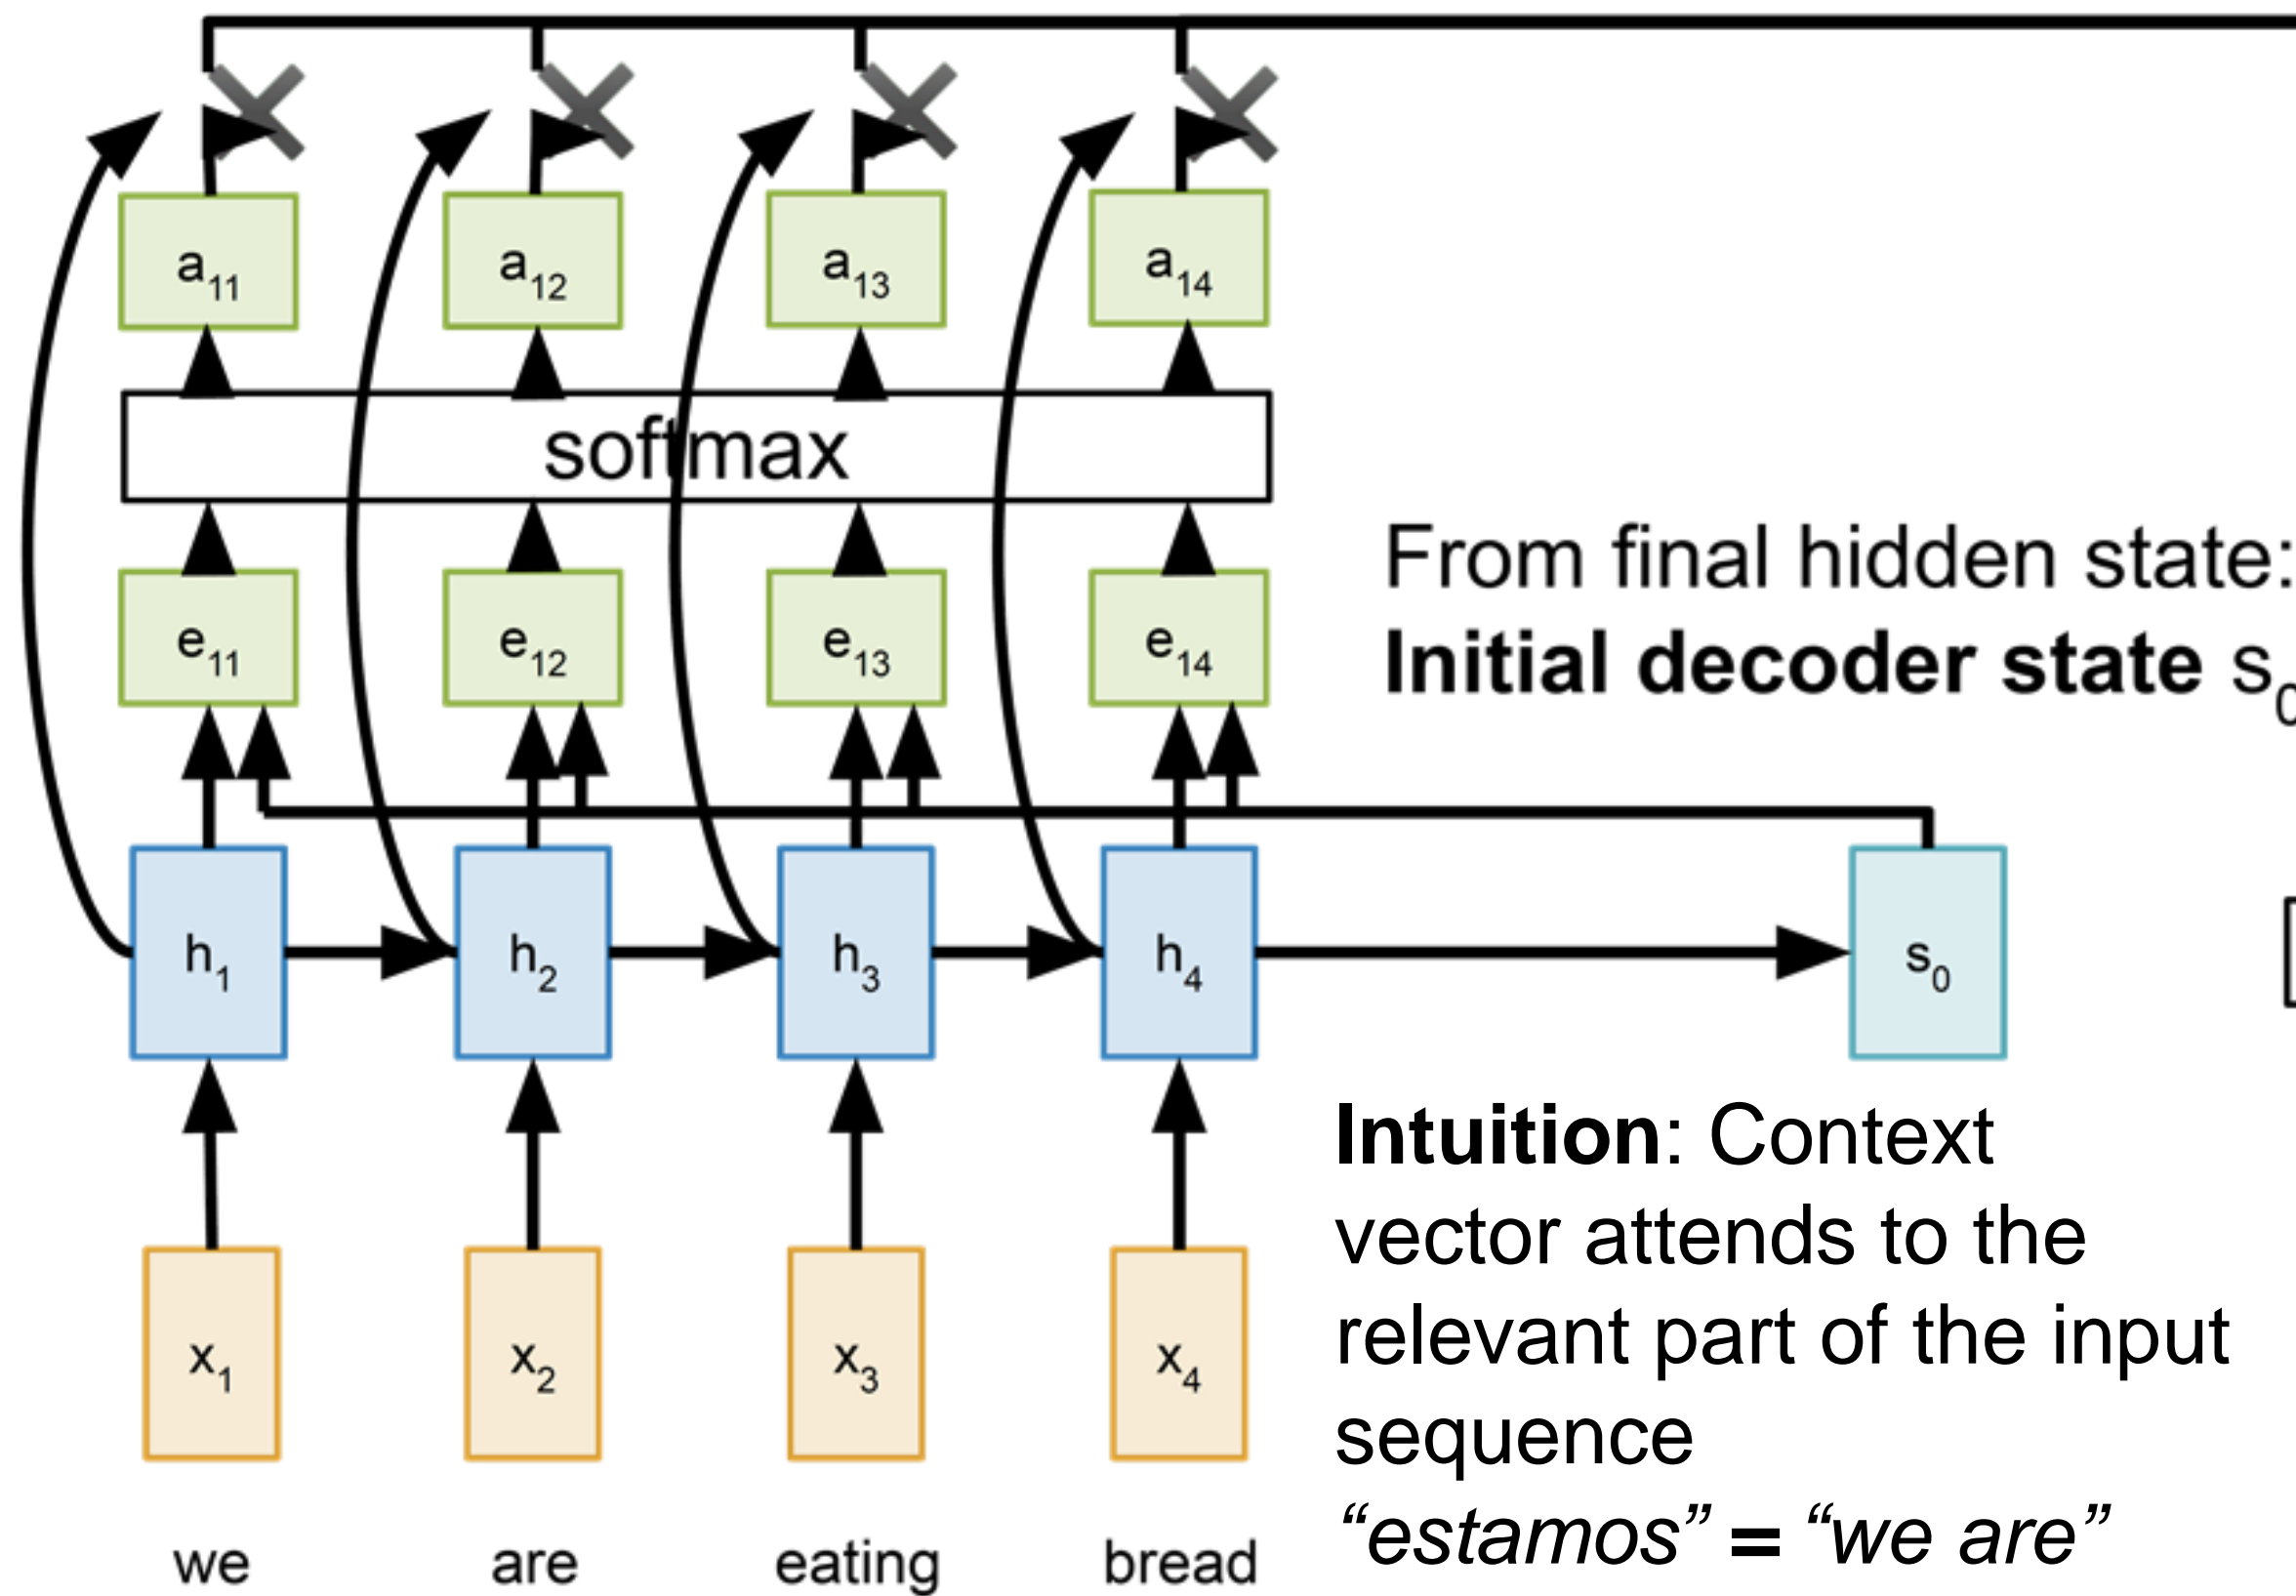 a11 a12 a13 a14
softmax
e11 e12 e13 e14
From final hidden state:
Initial decoder state s0
h1 h2 h3 h4 s0
Intuition: Context
vector attends to the
relevant part of the input
sequence
“estamos” = “we are”
x1 x2 x3 x4
we are eating bread